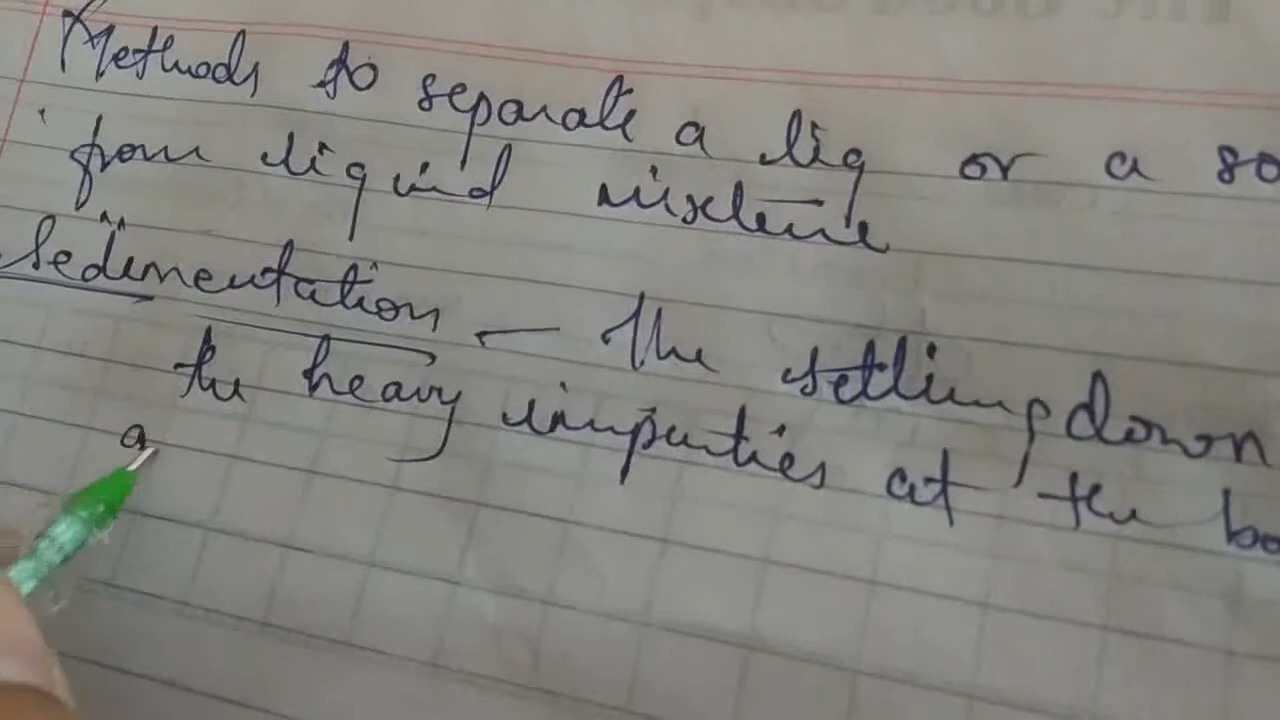 Methods to separate a liq or a so
from liquid mixture
Sedimentation – The settling down
the heavy impurities at the bo
a